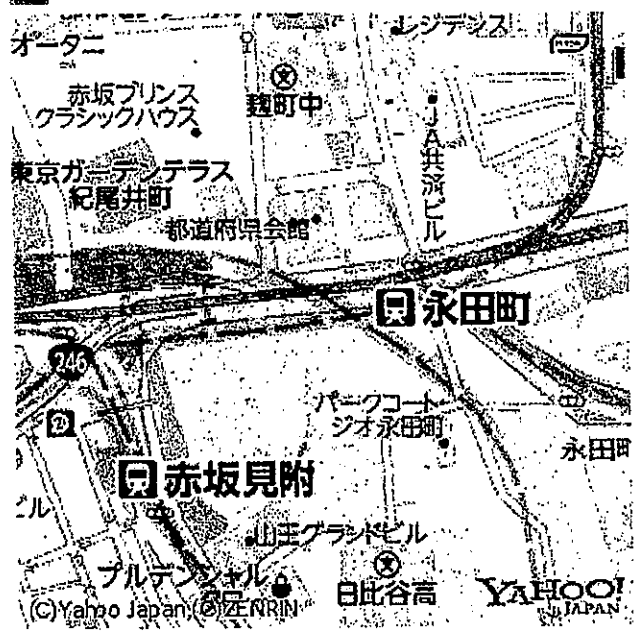 オータニ
レジデンス
赤坂プリンス
クラシックハウス
麹町中
JA共済ビル
東京ガーデンテラス
紀尾井町
都道府県会館
永田町
246
パークコート
ジオ永田町
永田町
赤坂見附
ビル
山王グランドビル
プルデンシャル
日比谷高
YAHOO!
JAPAN
(C)Yahoo Japan,(C)ZENRIN